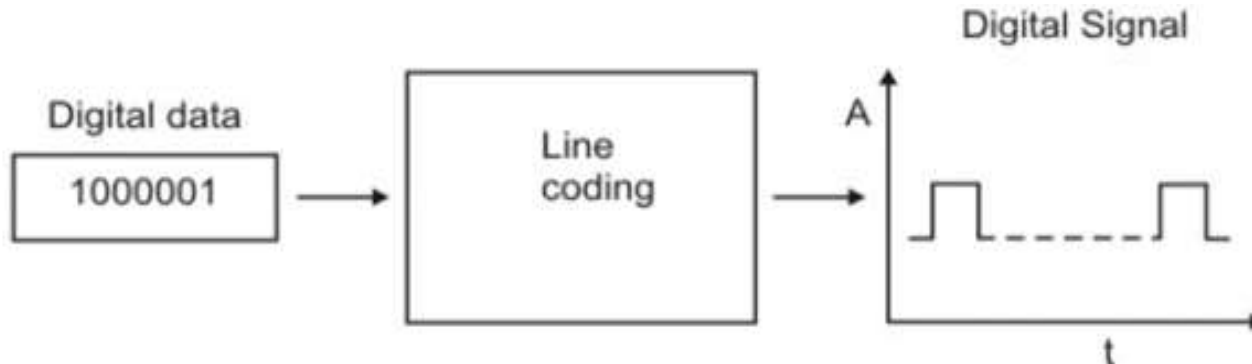 Digital data
1000001
Line
coding
Digital Signal
A
t